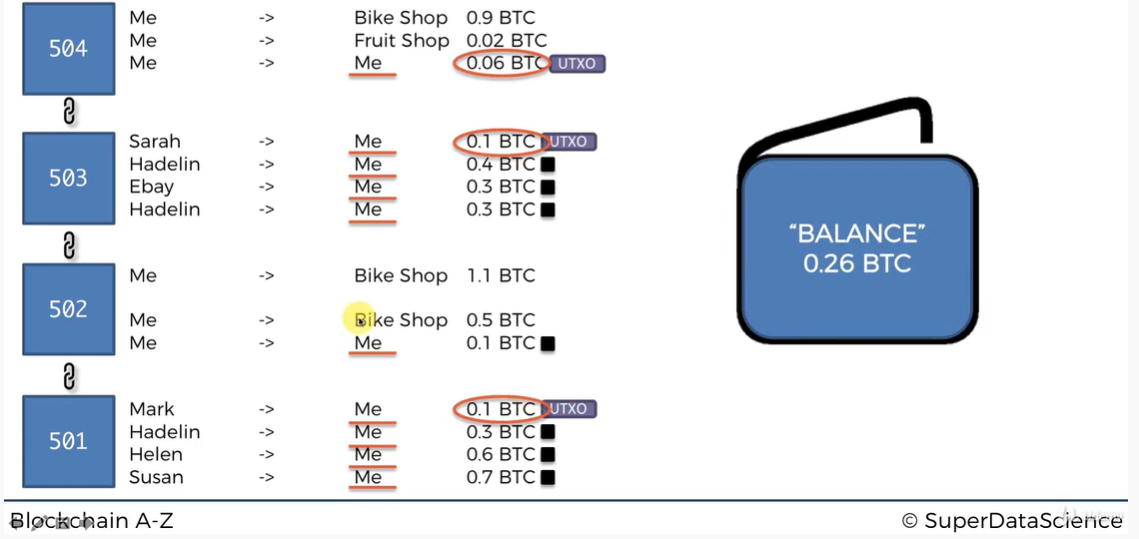 504
Me -> Bike Shop 0.9 BTC
Me -> Fruit Shop 0.02 BTC
Me -> Me 0.06 BTC UTXO
503
Sarah -> Me 0.1 BTC UTXO
Hadelin -> Me 0.4 BTC
Ebay -> Me 0.3 BTC
Hadelin -> Me 0.3 BTC
502
Me -> Bike Shop 1.1 BTC
Me -> Bike Shop 0.5 BTC
Me -> Me 0.1 BTC
501
Mark -> Me 0.1 BTC UTXO
Hadelin -> Me 0.3 BTC
Helen -> Me 0.6 BTC
Susan -> Me 0.7 BTC
“BALANCE”
0.26 BTC
Blockchain A-Z
© SuperDataScience